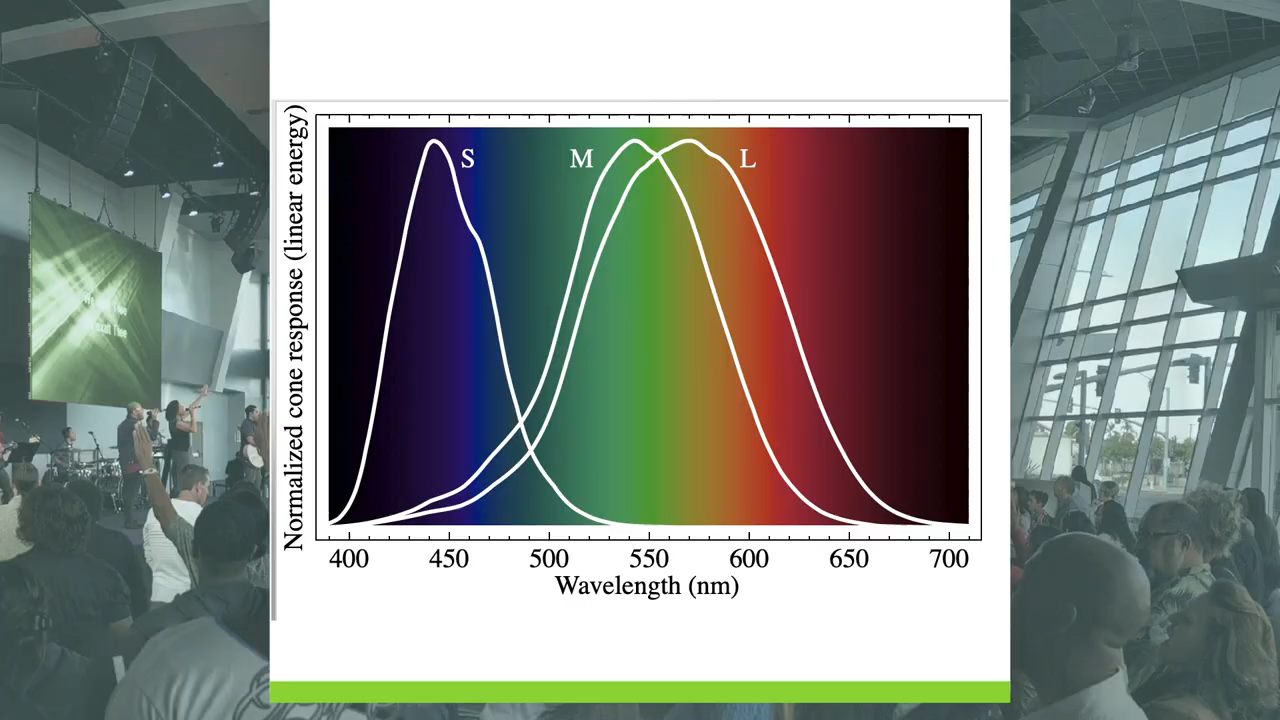 Normalized cone response (linear energy)
S
M
L
400 450 500 550 600 650 700
Wavelength (nm)